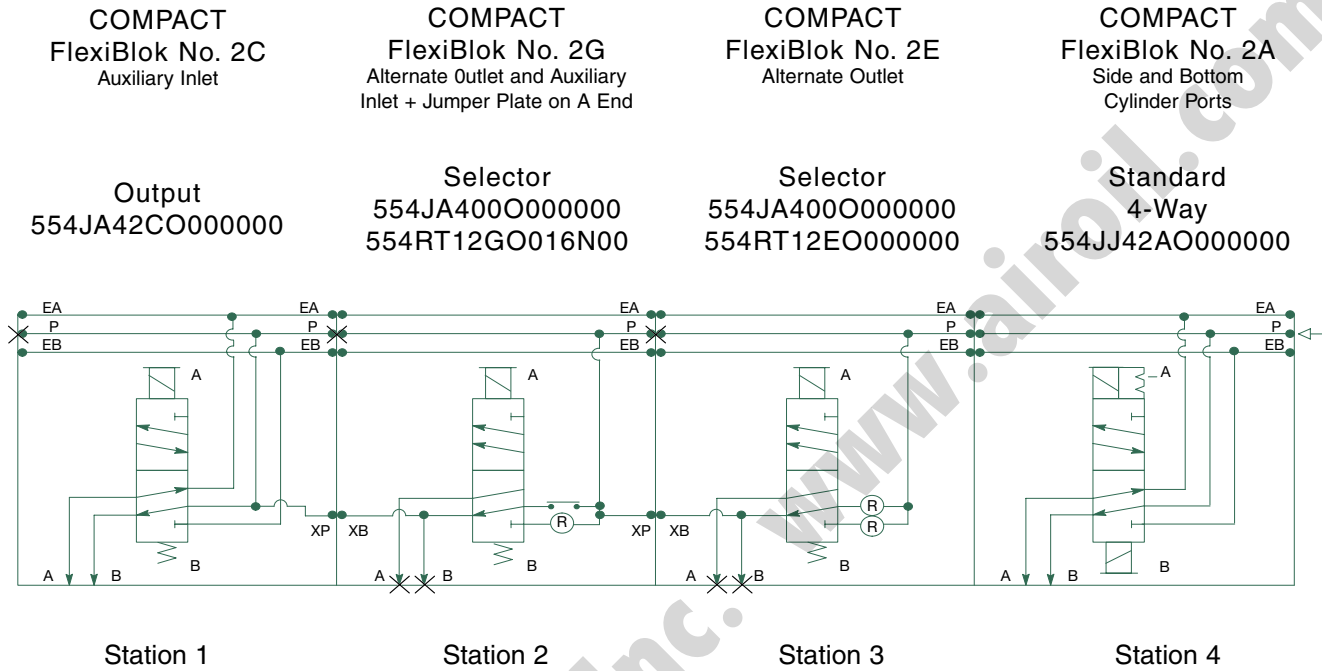 COMPACT
FlexiBlok No. 2C
Auxiliary Inlet
COMPACT
FlexiBlok No. 2G
Alternate 0utlet and Auxiliary
Inlet + Jumper Plate on A End
COMPACT
FlexiBlok No. 2E
Alternate Outlet
COMPACT
FlexiBlok No. 2A
Side and Bottom
Cylinder Ports
Output
554JA42CO000000
Selector
554JA400O000000
554RT12GO016N00
Selector
554JA400O000000
554RT12EO000000
Standard
4-Way
554JJ42AO000000
EA EA EA EA EA
P P P P P
EB EB EB EB EB
A A A A
R R
R
XP XB XP XB
B B B B
A B A B A B A B
Station 1 Station 2 Station 3 Station 4
www.airoil.com
nc.